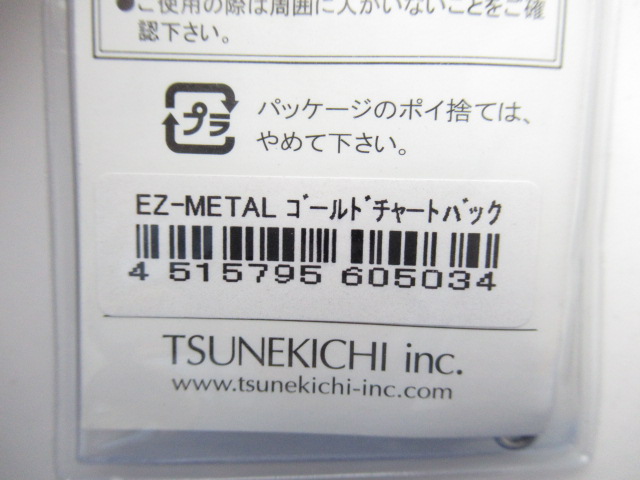 ●ご使用の際は周囲に人がいないことをご確
認下さい。
プラ
パッケージのポイ捨ては、
やめて下さい。
EZ-METAL ｺﾞｰﾙﾄﾞﾁｬｰﾄﾊﾞｯｸ
4 515795 605034
TSUNEKICHI inc.
www.tsunekichi-inc.com